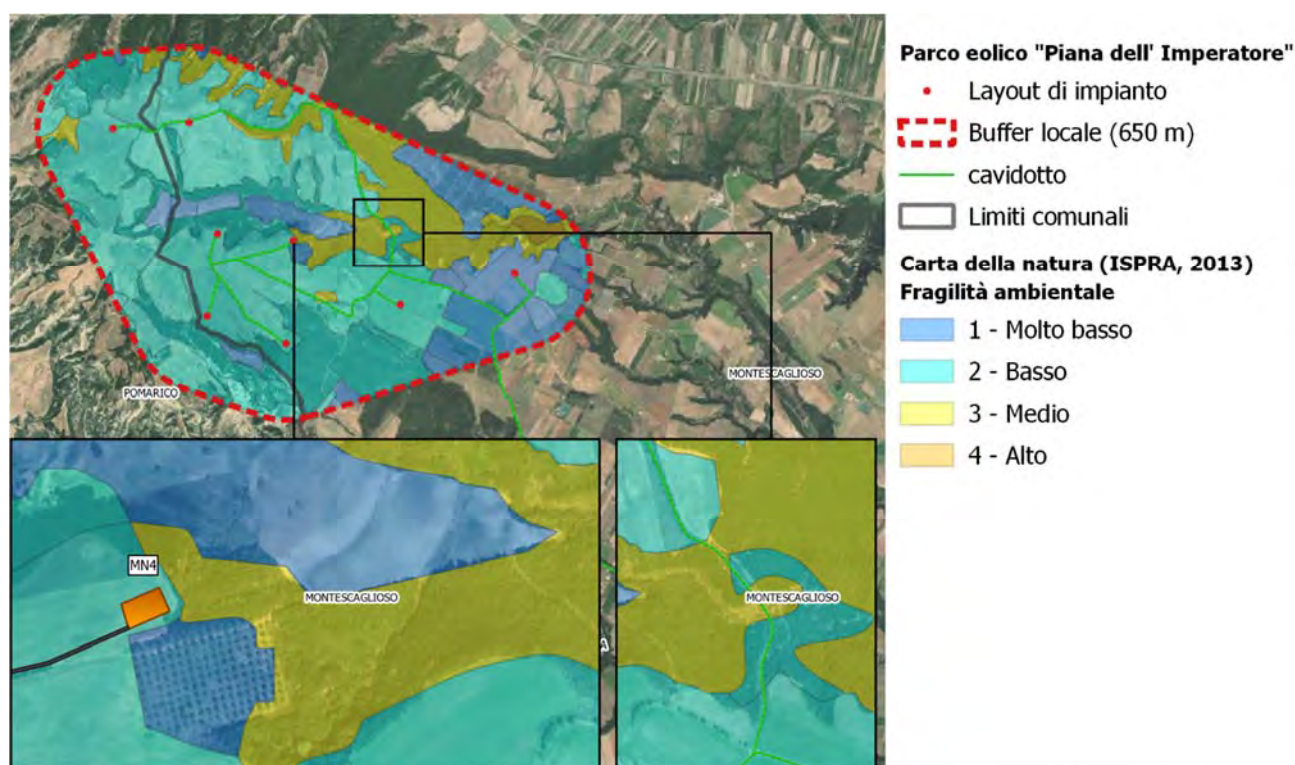 Parco eolico "Piana dell' Imperatore"
Layout di impianto
Buffer locale (650 m)
cavidotto
Limiti comunali
Carta della natura (ISPRA, 2013)
Fragilità ambientale
1 - Molto basso
2 - Basso
3 - Medio
4 - Alto
POMARICO
MONTESCAGLIOSO
MN4
MONTESCAGLIOSO
MONTESCAGLIOSO